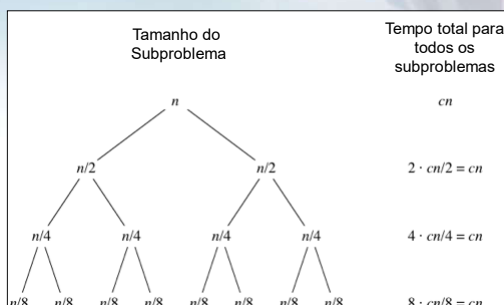 Tamanho do
Subproblema
Tempo total para
todos os
subproblemas
n cn
n/2 n/2 2 · cn/2 = cn
n/4 n/4 n/4 n/4 4 · cn/4 = cn
n/8 n/8 n/8 n/8 n/8 n/8 n/8 n/8 8 · cn/8 = cn